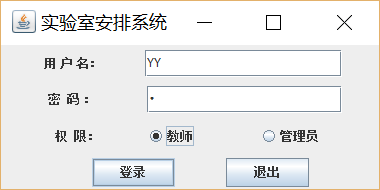 实验室安排系统
用 户 名： YY
密 码 ： •
权 限： 教师 管理员
登录 退出